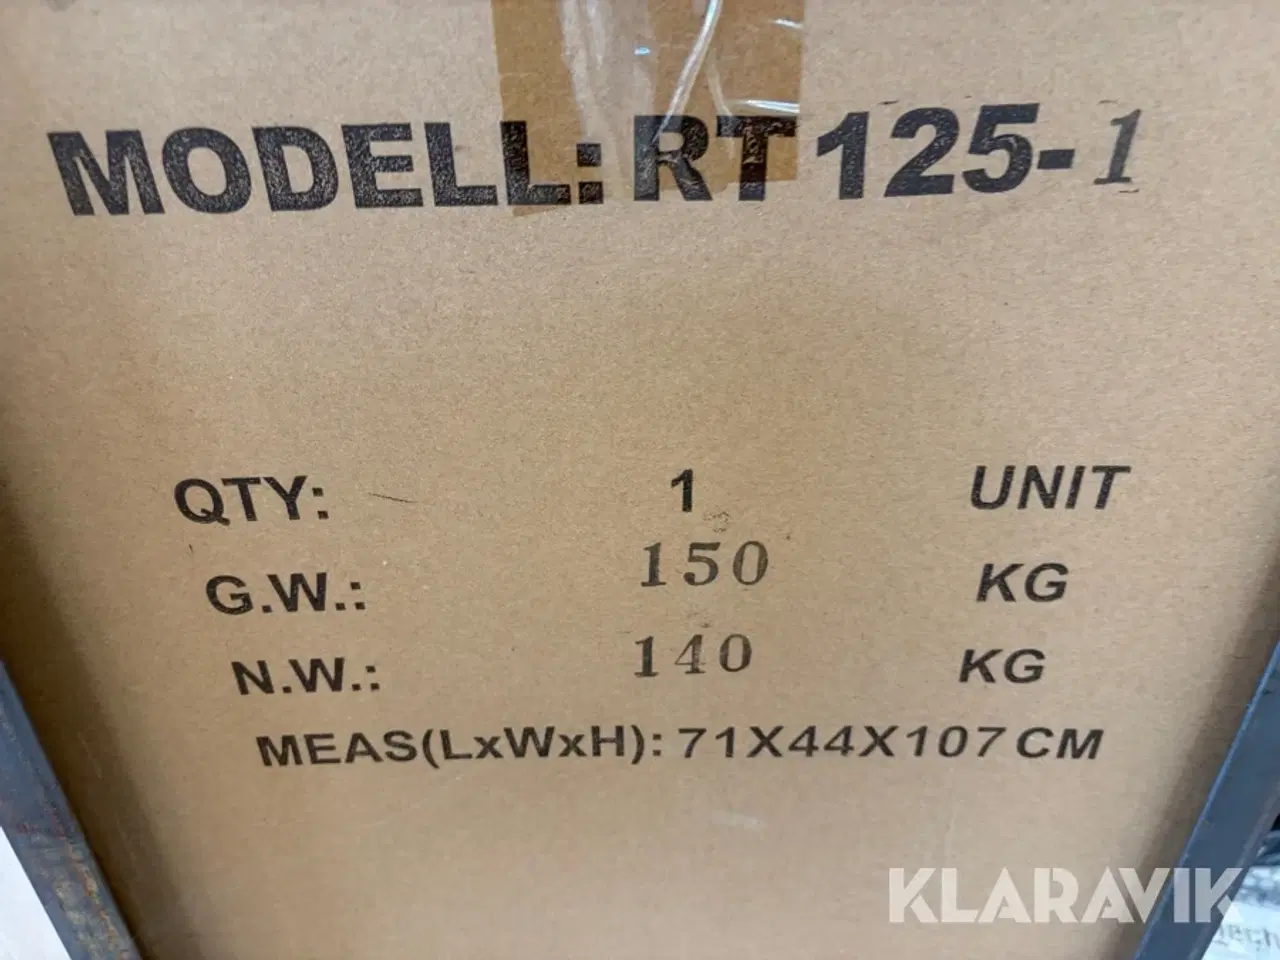 MODELL: RT 125-1
QTY: 1 UNIT
G.W.: 150 KG
N.W.: 140 KG
MEAS(LxWxH): 71X44X107 CM
KLARAVIK